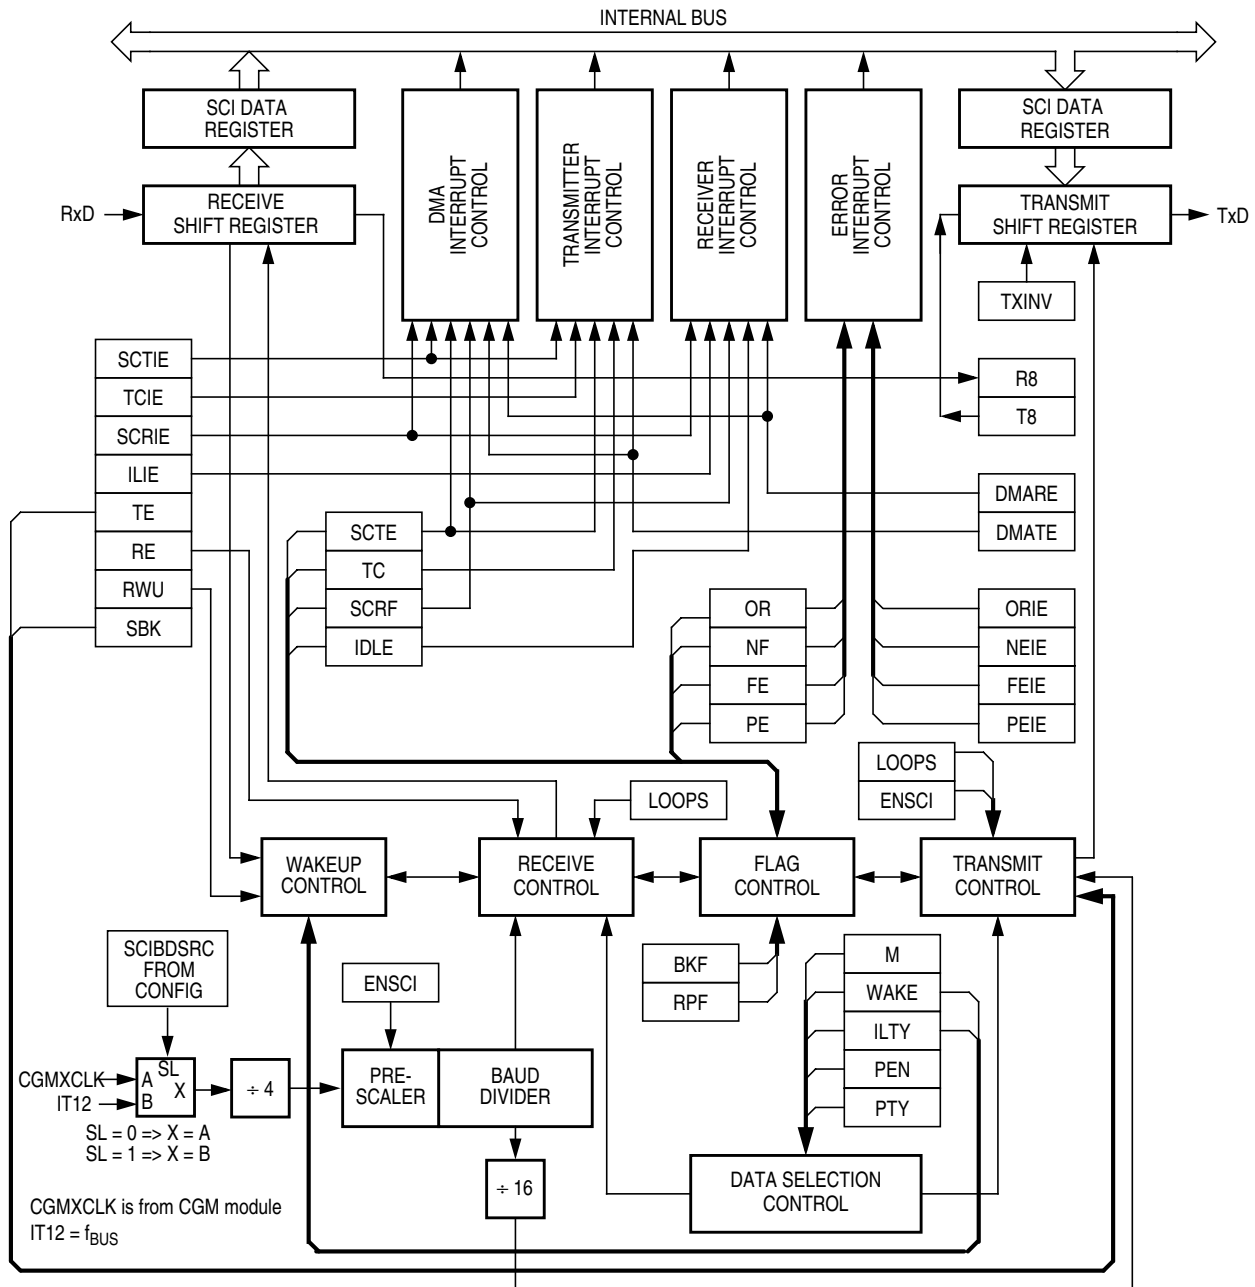 INTERNAL BUS
SCI DATA
REGISTER
DMA
INTERRUPT
CONTROL
TRANSMITTER
INTERRUPT
CONTROL
RECEIVER
INTERRUPT
CONTROL
ERROR
INTERRUPT
CONTROL
SCI DATA
REGISTER
RxD
RECEIVE
SHIFT REGISTER
TRANSMIT
SHIFT REGISTER
TxD
TXINV
SCTIE
TCIE
SCRIE
ILIE
TE
RE
RWU
SBK
R8
T8
DMARE
DMATE
SCTE
TC
SCRF
IDLE
OR
NF
FE
PE
ORIE
NEIE
FEIE
PEIE
LOOPS
ENSCI
LOOPS
WAKEUP
CONTROL
RECEIVE
CONTROL
FLAG
CONTROL
TRANSMIT
CONTROL
SCIBDSRC
FROM
CONFIG
ENSCI
BKF
RPF
M
WAKE
ILTY
PEN
PTY
CGMXCLK
IT12
A
B
SL
X
÷ 4
PRE-
SCALER
BAUD
DIVIDER
SL = 0 => X = A
SL = 1 => X = B
÷ 16
DATA SELECTION
CONTROL
CGMXCLK is from CGM module
IT12 = fBUS